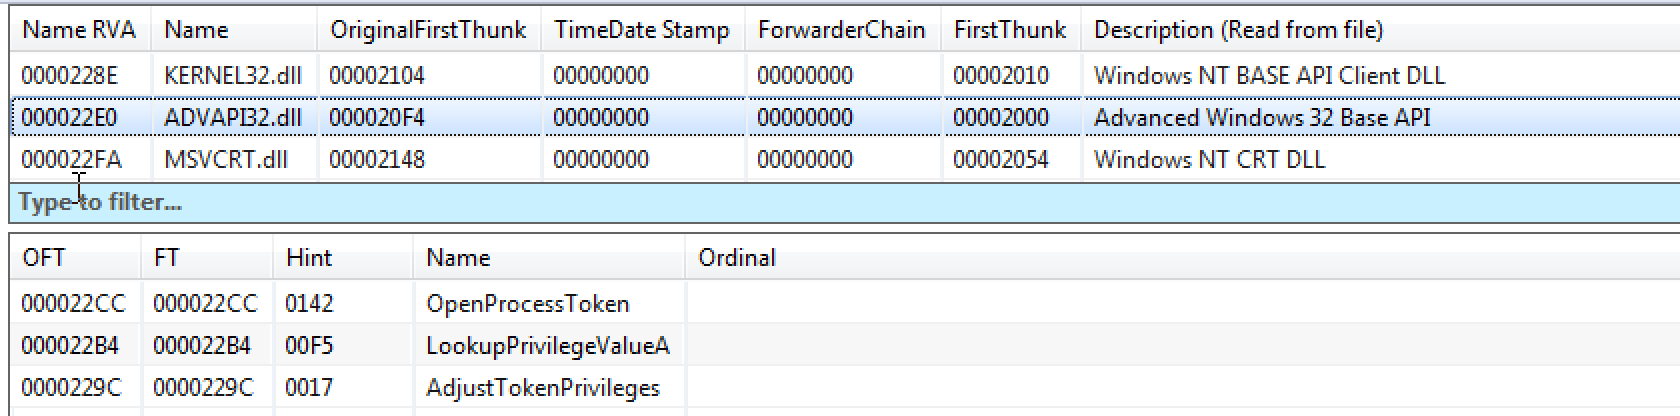 Name RVA Name OriginalFirstThunk TimeDate Stamp ForwarderChain FirstThunk Description (Read from file)
0000228E KERNEL32.dll 00002104 00000000 00000000 00002010 Windows NT BASE API Client DLL
000022E0 ADVAPI32.dll 000020F4 00000000 00000000 00002000 Advanced Windows 32 Base API
000022FA MSVCRT.dll 00002148 00000000 00000000 00002054 Windows NT CRT DLL
Type to filter...
OFT FT Hint Name Ordinal
000022CC 000022CC 0142 OpenProcessToken
000022B4 000022B4 00F5 LookupPrivilegeValueA
0000229C 0000229C 0017 AdjustTokenPrivileges